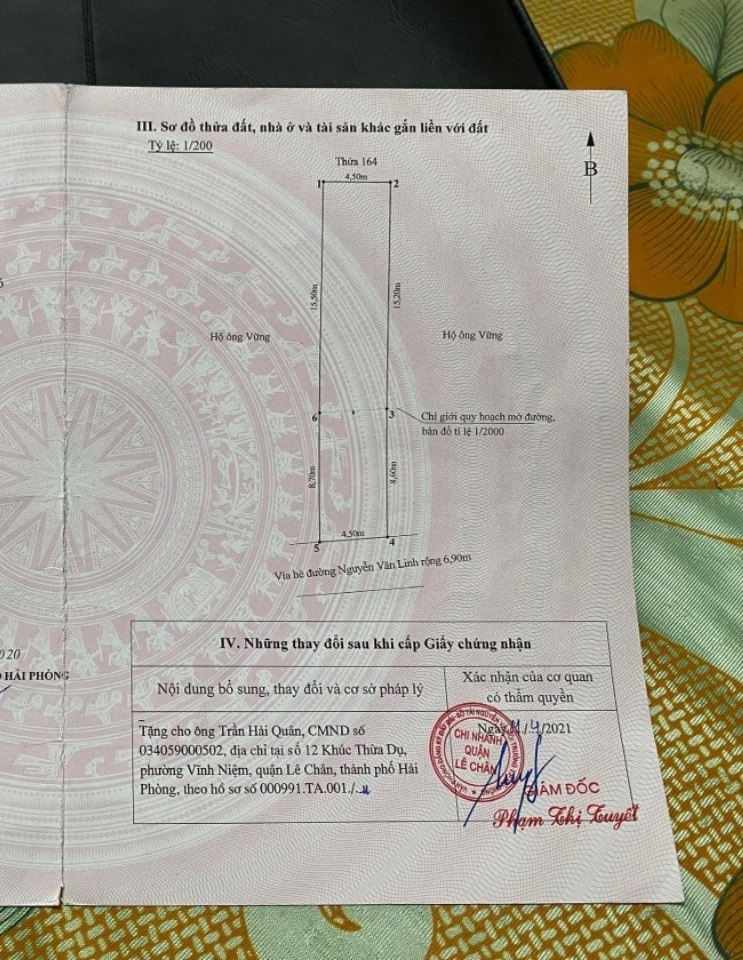 III. Sơ đồ thửa đất, nhà ở và tài sản khác gắn liền với đất
Tỷ lệ: 1/200
Thửa 164
B
1
4,50m
2
15,50m
15,20m
Hộ ông Vững
Hộ ông Vững
6
3
Chỉ giới quy hoạch mở đường,
bản đồ tỉ lệ 1/2000
8,70m
8,60m
5
4,50m
4
Vỉa hè đường Nguyễn Văn Linh rộng 6,90m
IV. Những thay đổi sau khi cấp Giấy chứng nhận
020
HẢI PHÒNG
Nội dung bổ sung, thay đổi và cơ sở pháp lý
Xác nhận của cơ quan
có thẩm quyền
Tặng cho ông Trần Hải Quân, CMND số
034059000502, địa chỉ tại số 12 Khúc Thừa Dụ,
phường Vĩnh Niệm, quận Lê Chân, thành phố Hải
Phòng, theo hồ sơ số 000991.TA.001./.
Ngày /4/2021
CHI NHÁNH
QUẬN
LÊ CHÂN
GIÁM ĐỐC
Phạm Thị Tuyết